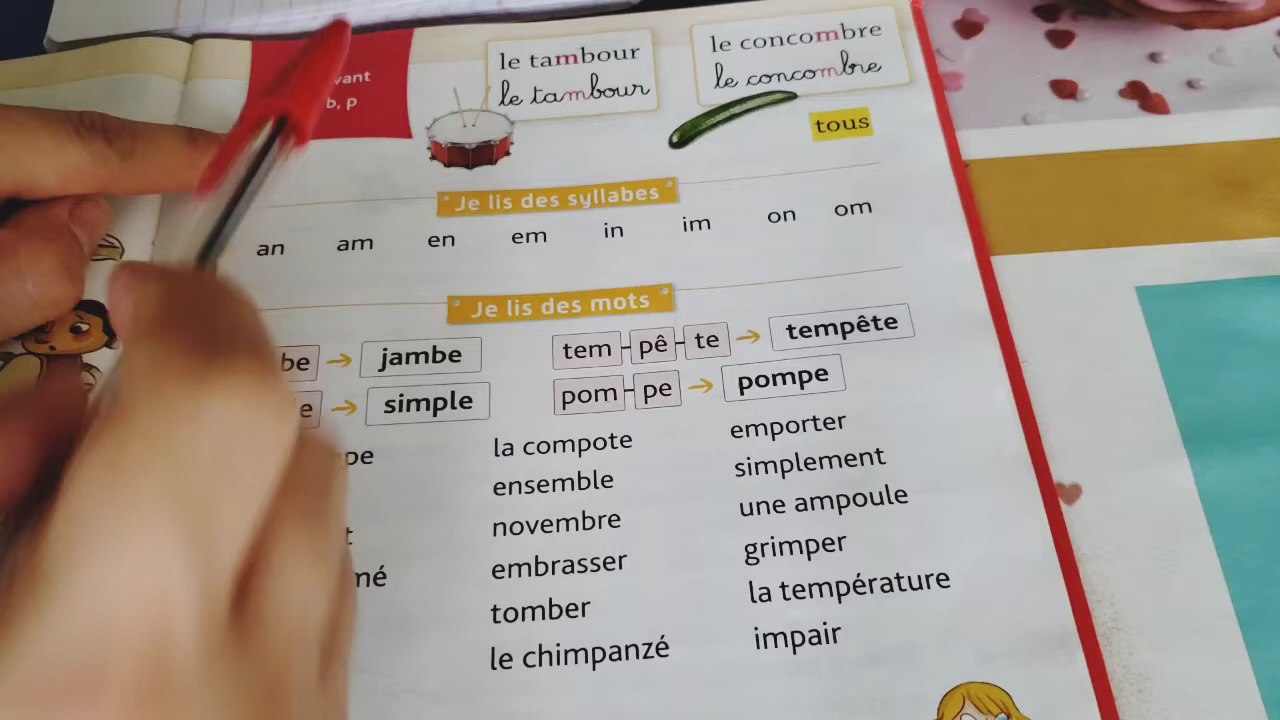 vant
b, p
le tambour
le tambour
le concombre
le concombre
tous
Je lis des syllabes
an am en em in im on om
Je lis des mots
be → jambe
tem - pê - te → tempête
e → simple
pom - pe → pompe
pe
t
mé
la compote
ensemble
novembre
embrasser
tomber
le chimpanzé
emporter
simplement
une ampoule
grimper
la température
impair